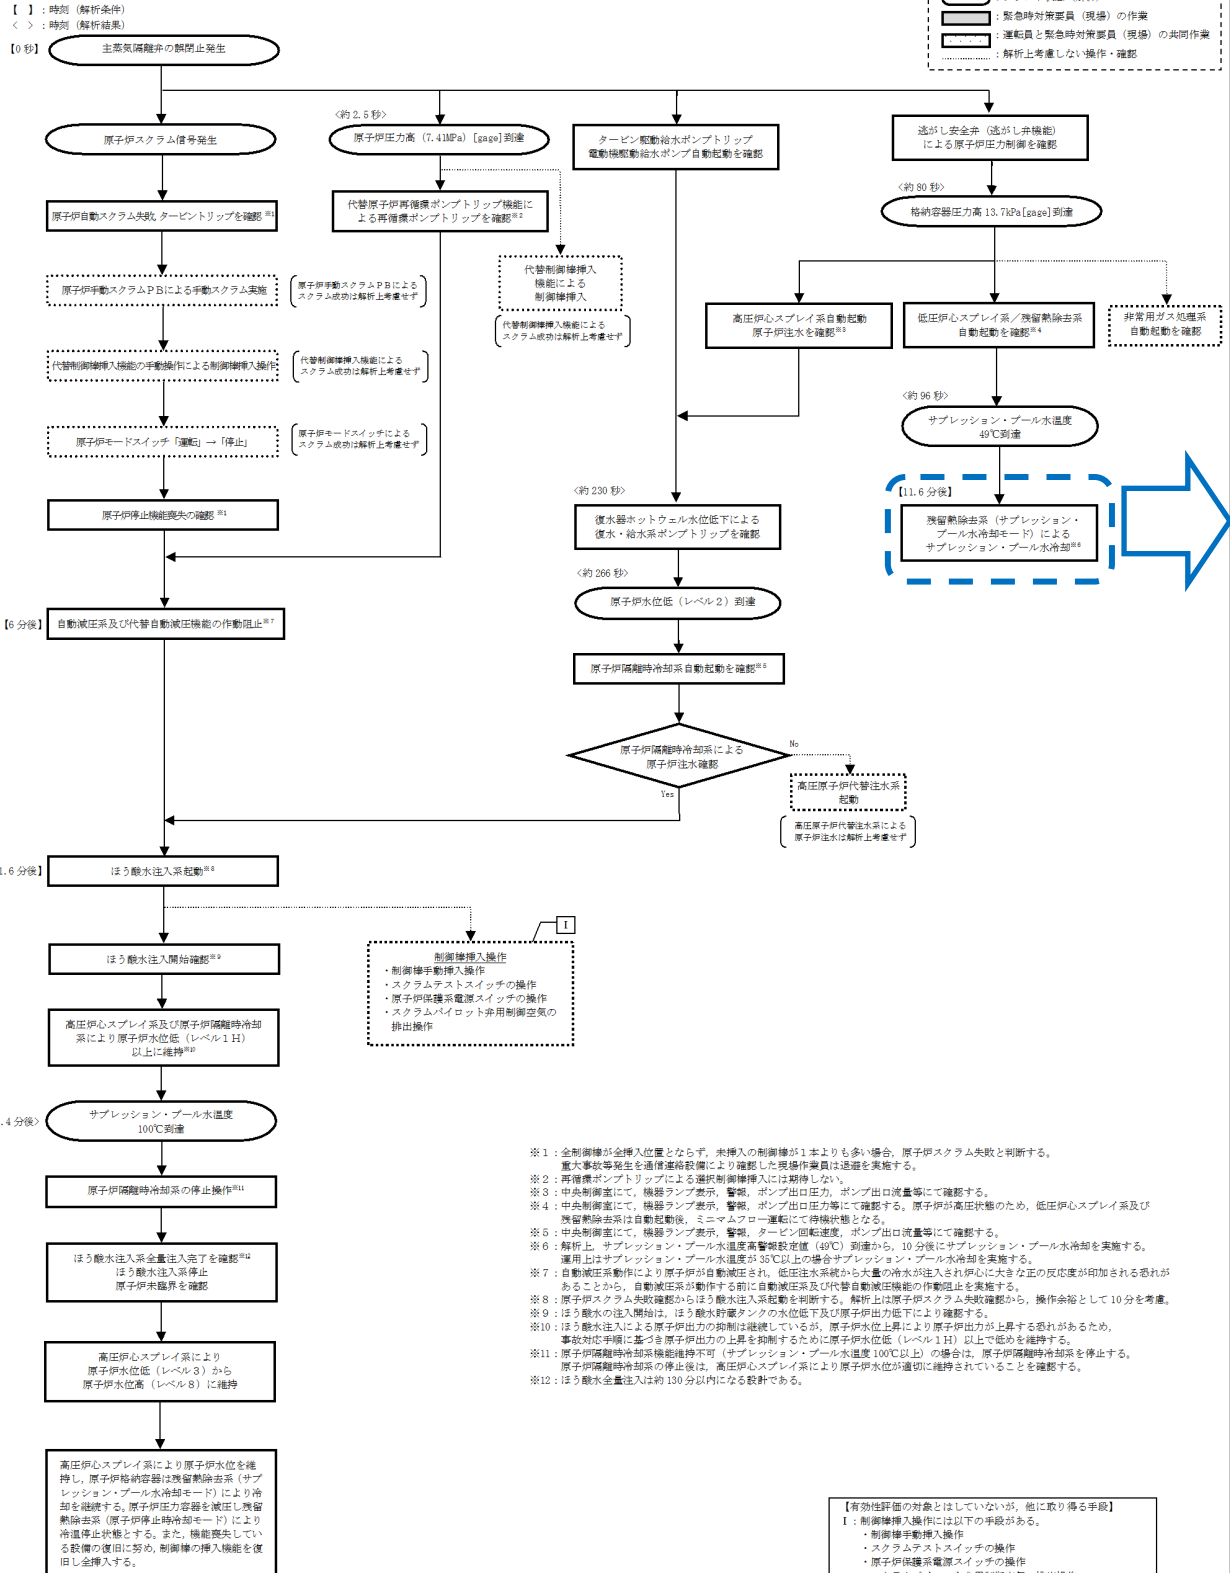 【　】：時刻（解析条件）
〈　〉：時刻（解析結果）
：緊急時対策要員（現場）の作業
：運転員と緊急時対策要員（現場）の共同作業
：解析上考慮しない操作・確認
【0秒】
主蒸気隔離弁の誤閉止発生
原子炉スクラム信号発生
〈約2.5秒〉
原子炉圧力高（7.41MPa）[gage]到達
タービン駆動給水ポンプトリップ
電動機駆動給水ポンプ自動起動を確認
逃がし安全弁（逃がし弁機能）
による原子炉圧力制御を確認
〈約80秒〉
格納容器圧力高 13.7kPa[gage]到達
原子炉自動スクラム失敗,タービントリップを確認 ※1
代替原子炉再循環ポンプトリップ機能に
よる再循環ポンプトリップを確認※2
代替制御棒挿入
機能による
制御棒挿入
代替制御棒挿入機能による
スクラム成功は解析上考慮せず
原子炉手動スクラムPBによる手動スクラム実施
原子炉手動スクラムPBによる
スクラム成功は解析上考慮せず
高圧炉心スプレイ系自動起動
原子炉注水を確認※3
低圧炉心スプレイ系／残留熱除去系
自動起動を確認※4
非常用ガス処理系
自動起動を確認
代替制御棒挿入機能の手動操作による制御棒挿入操作
代替制御棒挿入機能による
スクラム成功は解析上考慮せず
〈約96秒〉
サプレッション・プール水温度
49℃到達
原子炉モードスイッチ「運転」→「停止」
原子炉モードスイッチによる
スクラム成功は解析上考慮せず
【11.6分後】
残留熱除去系（サプレッション・
プール水冷却モード）による
サプレッション・プール水冷却※6
原子炉停止機能喪失の確認 ※1
〈約230秒〉
復水器ホットウェル水位低下による
復水・給水系ポンプトリップを確認
〈約266秒〉
原子炉水位低（レベル2）到達
【6分後】
自動減圧系及び代替自動減圧機能の作動阻止※7
原子炉隔離時冷却系自動起動を確認※5
原子炉隔離時冷却系による
原子炉注水確認
No
Yes
高圧原子炉代替注水系
起動
高圧原子炉代替注水系による
原子炉注水は解析上考慮せず
1.6分後】
ほう酸水注入系起動※8
I
制御棒挿入操作
・制御棒手動挿入操作
・スクラムテストスイッチの操作
・原子炉保護系電源スイッチの操作
・スクラムパイロット弁用制御空気の
排出操作
ほう酸水注入開始確認※9
高圧炉心スプレイ系及び原子炉隔離時冷却
系により原子炉水位低（レベル1H）
以上に維持※10
.4分後〉
サプレッション・プール水温度
100℃到達
原子炉隔離時冷却系の停止操作※11
ほう酸水注入系全量注入完了を確認※12
ほう酸水注入系停止
原子炉未臨界を確認
高圧炉心スプレイ系により
原子炉水位低（レベル3）から
原子炉水位高（レベル8）に維持
高圧炉心スプレイ系により原子炉水位を維
持し,原子炉格納容器は残留熱除去系（サプ
レッション・プール水冷却モード）により冷
却を継続する。原子炉圧力容器を減圧し残留
熱除去系（原子炉停止時冷却モード）により
冷温停止状態とする。また,機能喪失してい
る設備の復旧に努め,制御棒の挿入機能を復
旧し全挿入する。
※1：全制御棒が全挿入位置とならず，未挿入の制御棒が1本よりも多い場合，原子炉スクラム失敗と判断する。
重大事故等発生を通信連絡設備により確認した現場作業員は退避を実施する。
※2：再循環ポンプトリップによる選択制御棒挿入には期待しない。
※3：中央制御室にて，機器ランプ表示，警報，ポンプ出口圧力，ポンプ出口流量等にて確認する。
※4：中央制御室にて，機器ランプ表示，警報，ポンプ出口圧力等にて確認する。原子炉が高圧状態のため，低圧炉心スプレイ系及び
残留熱除去系は自動起動後，ミニマムフロー運転にて待機状態となる。
※5：中央制御室にて，機器ランプ表示，警報，タービン回転速度，ポンプ出口流量等にて確認する。
※6：解析上，サプレッション・プール水温度高警報設定値（49℃）到達から，10分後にサプレッション・プール水冷却を実施する。
運用上はサプレッション・プール水温度が35℃以上の場合サプレッション・プール水冷却を実施する。
※7：自動減圧系動作により原子炉が自動減圧され，低圧注水系統から大量の冷水が注入され炉心に大きな正の反応度が印加される恐れが
あることから，自動減圧系が動作する前に自動減圧系及び代替自動減圧機能の作動阻止を実施する。
※8：原子炉スクラム失敗確認からほう酸水注入系起動を判断する。解析上は原子炉スクラム失敗確認から，操作余裕として10分を考慮。
※9：ほう酸水の注入開始は，ほう酸水貯蔵タンクの水位低下及び原子炉出力低下により確認する。
※10：ほう酸水注入による原子炉出力の抑制は継続しているが，原子炉水位上昇により原子炉出力が上昇する恐れがあるため，
事故対応手順に基づき原子炉出力の上昇を抑制するために原子炉水位低（レベル1H）以上で低めを維持する。
※11：原子炉隔離時冷却系機能維持不可（サプレッション・プール水温度100℃以上）の場合は，原子炉隔離時冷却系を停止する。
原子炉隔離時冷却系の停止後は，高圧炉心スプレイ系により原子炉水位が適切に維持されていることを確認する。
※12：ほう酸水全量注入は約130分以内になる設計である。
【有効性評価の対象とはしていないが，他に取り得る手段】
I：制御棒挿入操作には以下の手段がある。
・制御棒手動挿入操作
・スクラムテストスイッチの操作
・原子炉保護系電源スイッチの操作